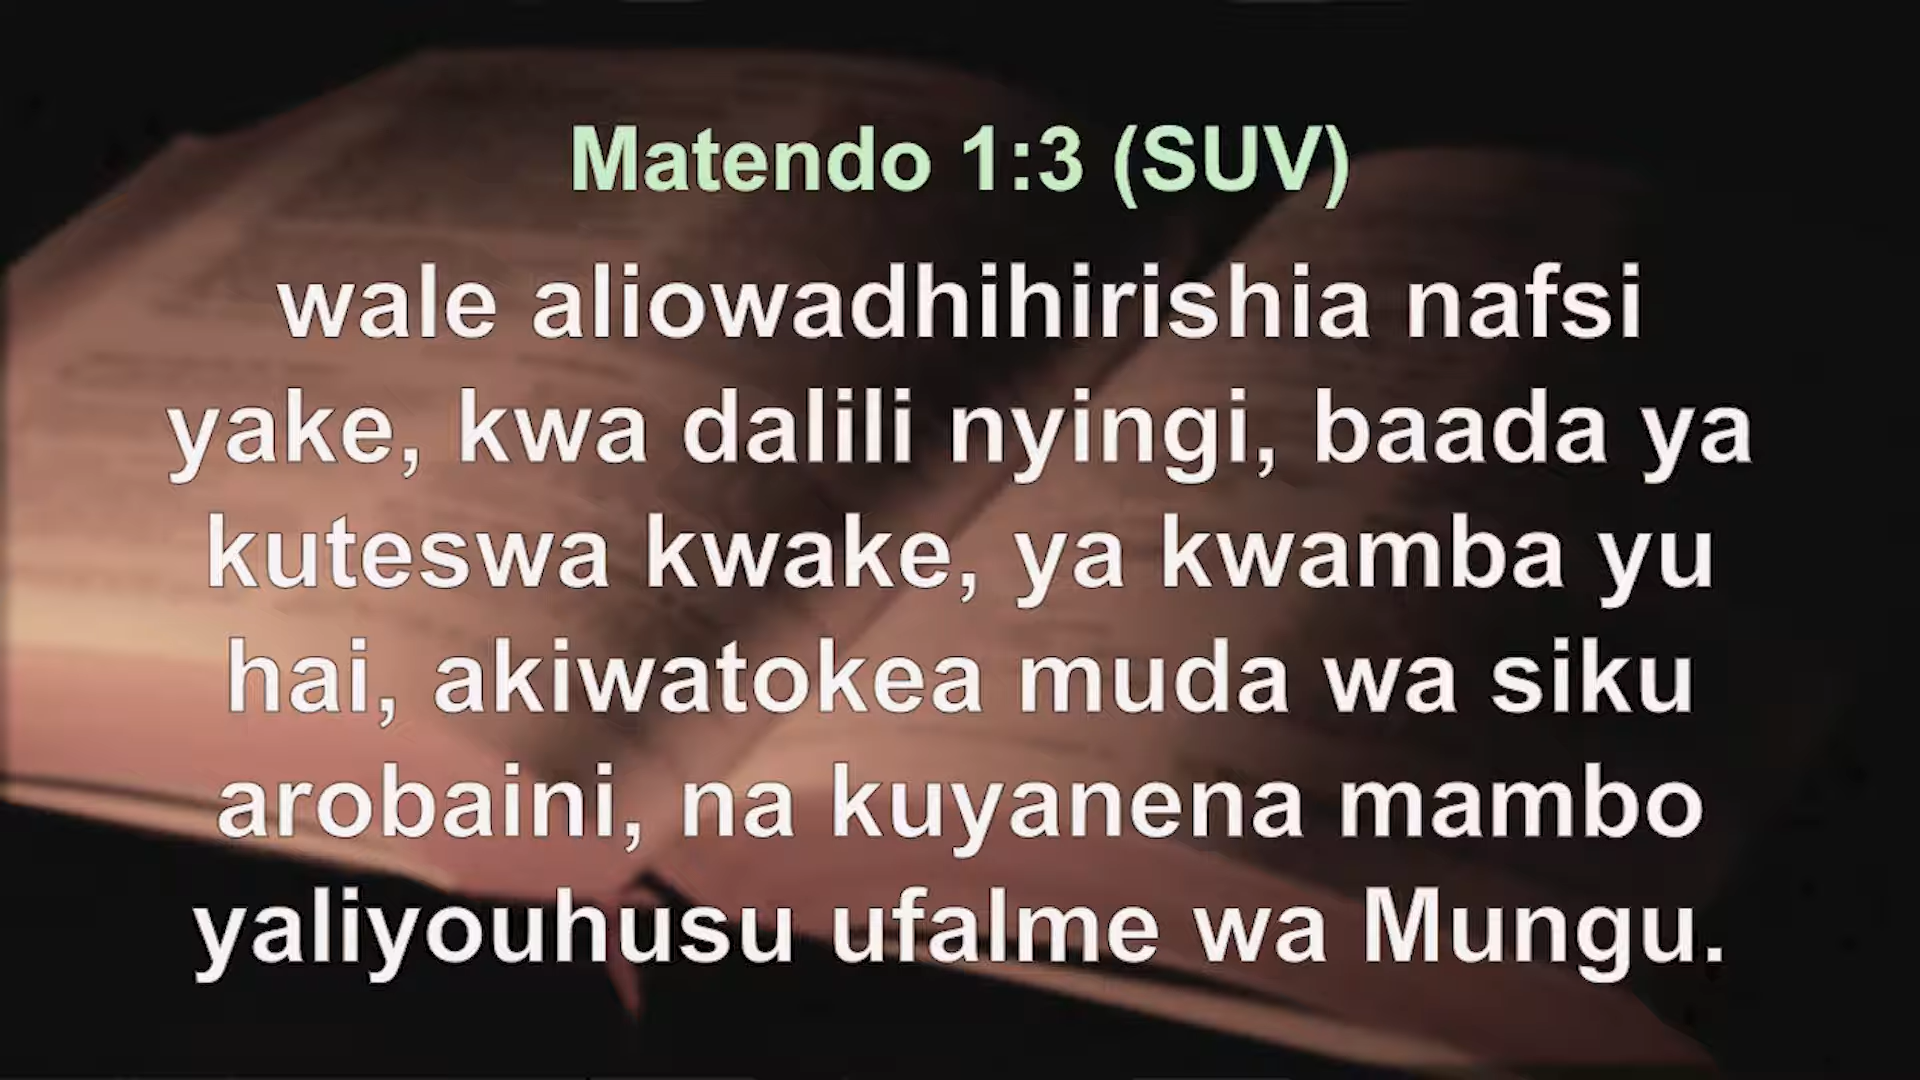 Matendo 1:3 (SUV)
wale aliowadhihirishia nafsi
yake, kwa dalili nyingi, baada ya
kuteswa kwake, ya kwamba yu
hai, akiwatokea muda wa siku
arobaini, na kuyanena mambo
yaliyouhusu ufalme wa Mungu.